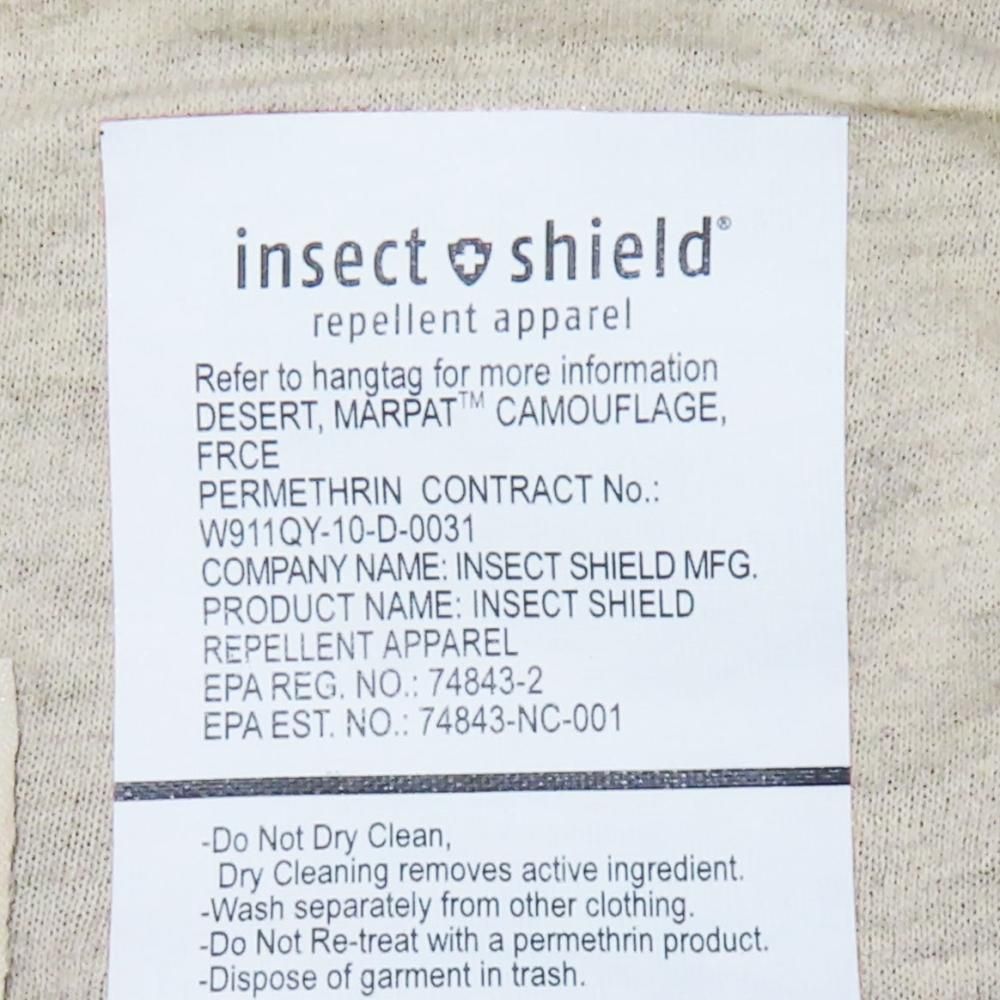 insect shield®
repellent apparel
Refer to hangtag for more information
DESERT, MARPAT™ CAMOUFLAGE,
FRCE
PERMETHRIN CONTRACT No.:
W911QY-10-D-0031
COMPANY NAME: INSECT SHIELD MFG.
PRODUCT NAME: INSECT SHIELD
REPELLENT APPAREL
EPA REG. NO.: 74843-2
EPA EST. NO.: 74843-NC-001
-Do Not Dry Clean,
Dry Cleaning removes active ingredient.
-Wash separately from other clothing.
-Do Not Re-treat with a permethrin product.
-Dispose of garment in trash.